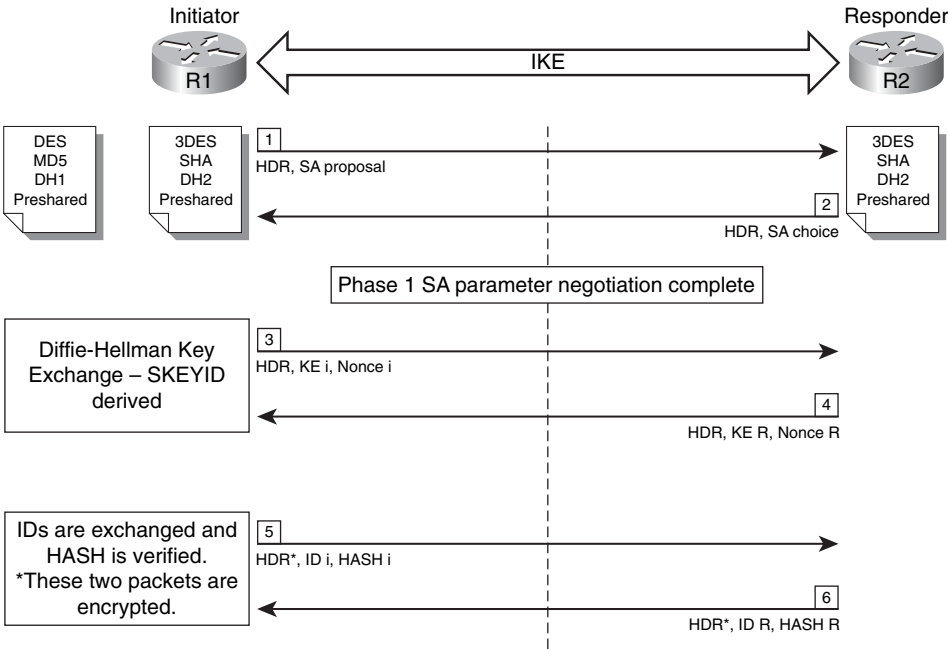 Initiator
Responder
IKE
R1
R2
DES
MD5
DH1
Preshared
3DES
SHA
DH2
Preshared
1
HDR, SA proposal
3DES
SHA
DH2
Preshared
2
HDR, SA choice
Phase 1 SA parameter negotiation complete
Diffie-Hellman Key
Exchange – SKEYID
derived
3
HDR, KE i, Nonce i
4
HDR, KE R, Nonce R
IDs are exchanged and
HASH is verified.
*These two packets are
encrypted.
5
HDR*, ID i, HASH i
6
HDR*, ID R, HASH R